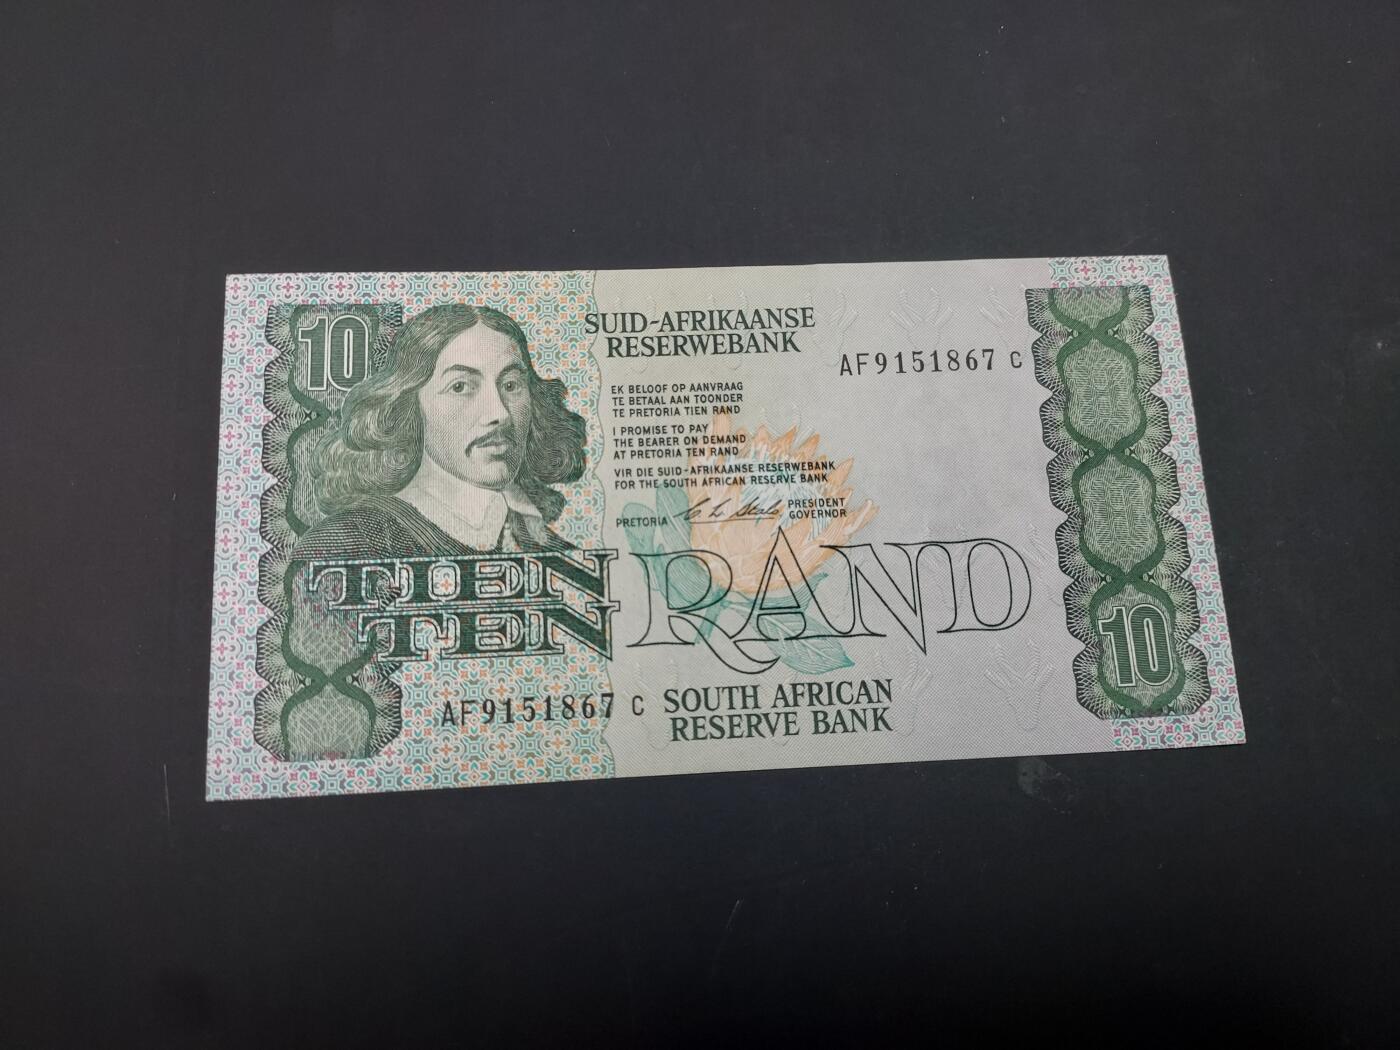 10
SUID-AFRIKAANSE
RESERWEBANK
AF9151867 C
EK BELOOF OP AANVRAAG
TE BETAAL AAN TOONDER
TE PRETORIA TIEN RAND
I PROMISE TO PAY
THE BEARER ON DEMAND
AT PRETORIA TEN RAND
VIR DIE SUID-AFRIKAANSE RESERWEBANK
FOR THE SOUTH AFRICAN RESERVE BANK
PRETORIA
PRESIDENT
GOVERNOR
TIEN
TEN
RAND
10
AF9151867 C
SOUTH AFRICAN
RESERVE BANK